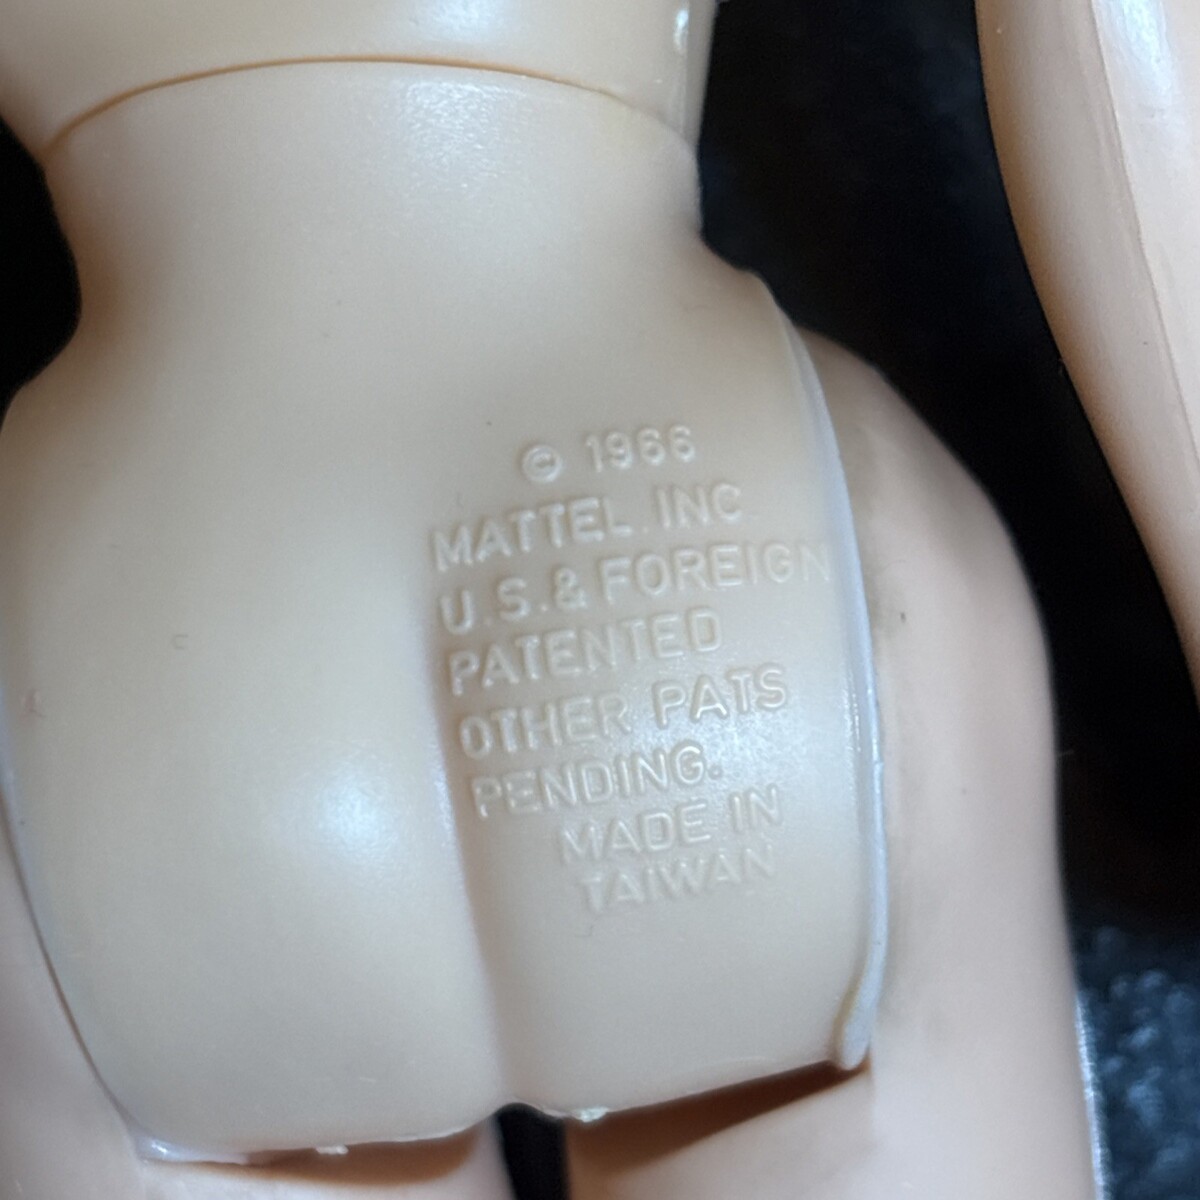 © 1966
MATTEL. INC
U.S. & FOREIGN
PATENTED
OTHER PATS
PENDING.
MADE IN
TAIWAN